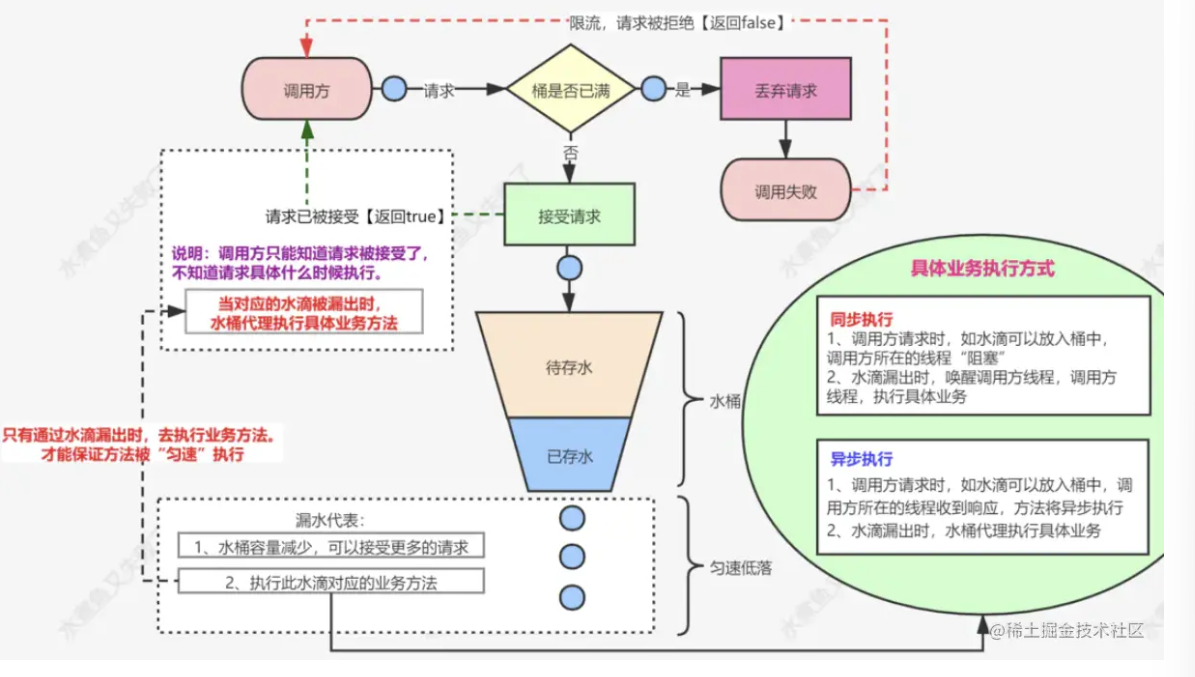 限流，请求被拒绝【返回false】
调用方
请求
桶是否已满
是
丢弃请求
否
调用失败
接受请求
请求已被接受【返回true】
说明：调用方只能知道请求被接受了，
不知道请求具体什么时候执行。
当对应的水滴被漏出时，
水桶代理执行具体业务方法
待存水
已存水
水桶
只有通过水滴漏出时，去执行业务方法。
才能保证方法被“匀速”执行
漏水代表：
1、水桶容量减少，可以接受更多的请求
2、执行此水滴对应的业务方法
匀速低落
具体业务执行方式
同步执行
1、调用方请求时，如水滴可以放入桶中，
调用方所在的线程“阻塞”
2、水滴漏出时，唤醒调用方线程，调用方
线程，执行具体业务
异步执行
1、调用方请求时，如水滴可以放入桶中，调
用方所在的线程收到响应，方法将异步执行
2、水滴漏出时，水桶代理执行具体业务
@稀土掘金技术社区
水煮鱼又失败了